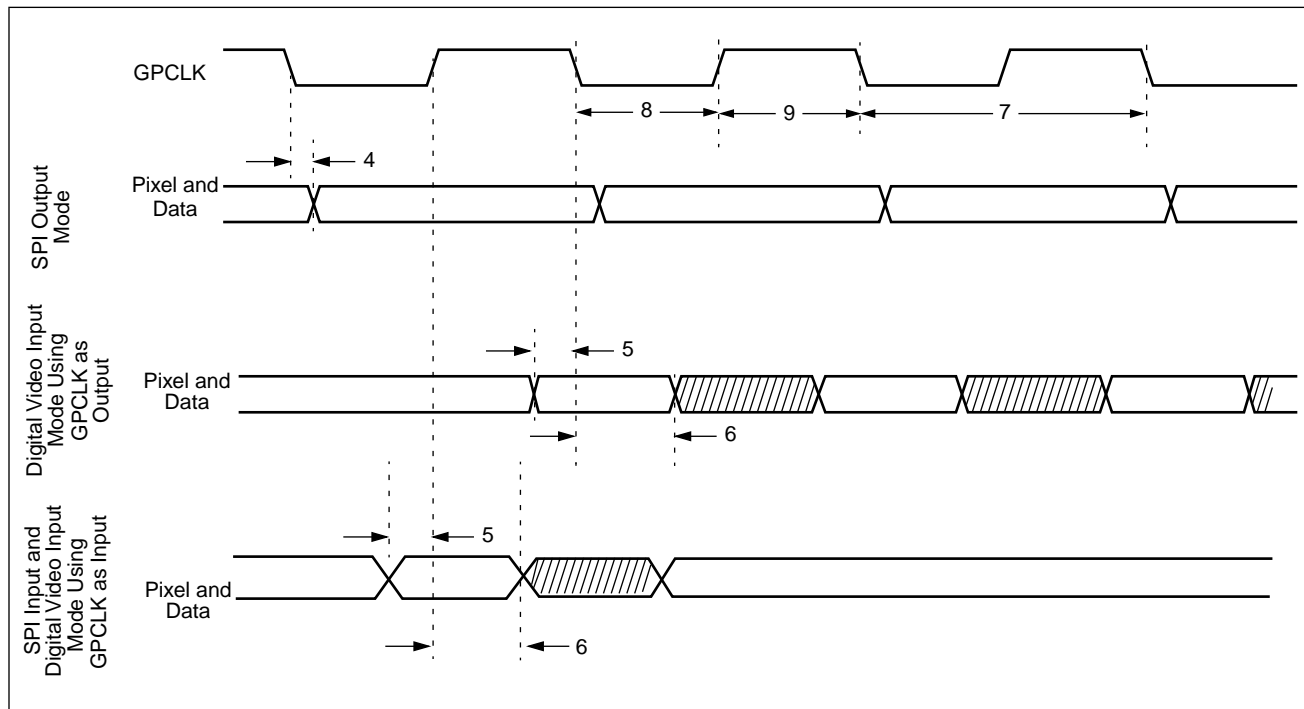 GPCLK
8
9
7
4
SPI Output
Mode
Pixel and
Data
5
Digital Video Input
Mode Using
GPCLK as
Output
Pixel and
Data
6
5
SPI Input and
Digital Video Input
Mode Using
GPCLK as Input
Pixel and
Data
6